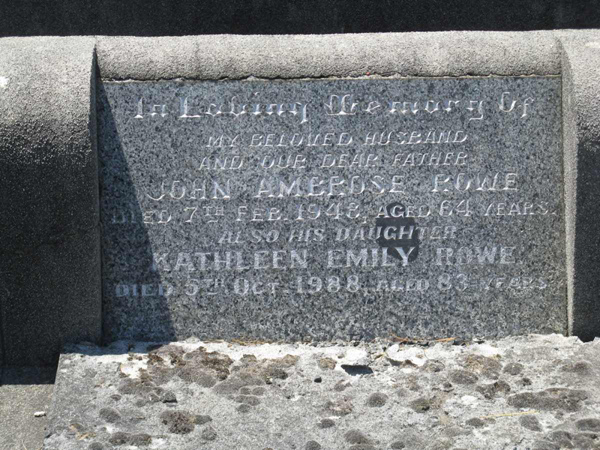 In Loving Memory of
MY BELOVED HUSBAND
AND OUR DEAR FATHER
JOHN AMBROSE ROWE
DIED 7TH FEB. 1948, AGED 64 YEARS.
ALSO HIS DAUGHTER
KATHLEEN EMILY ROWE
DIED 5TH OCT. 1988, AGED 83 YEARS